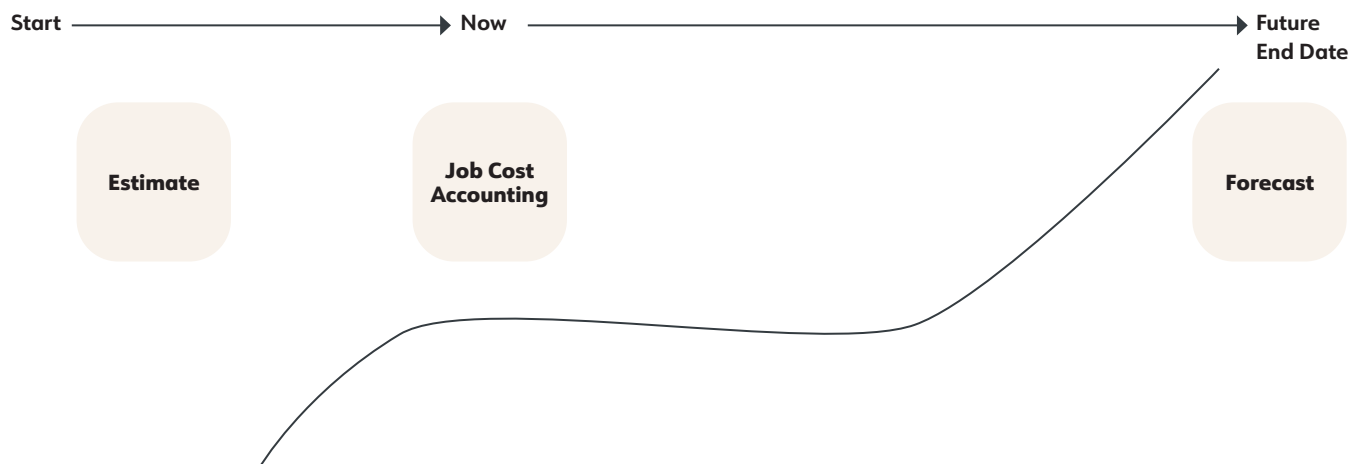 Start
Now
Future
End Date
Estimate
Job Cost
Accounting
Forecast